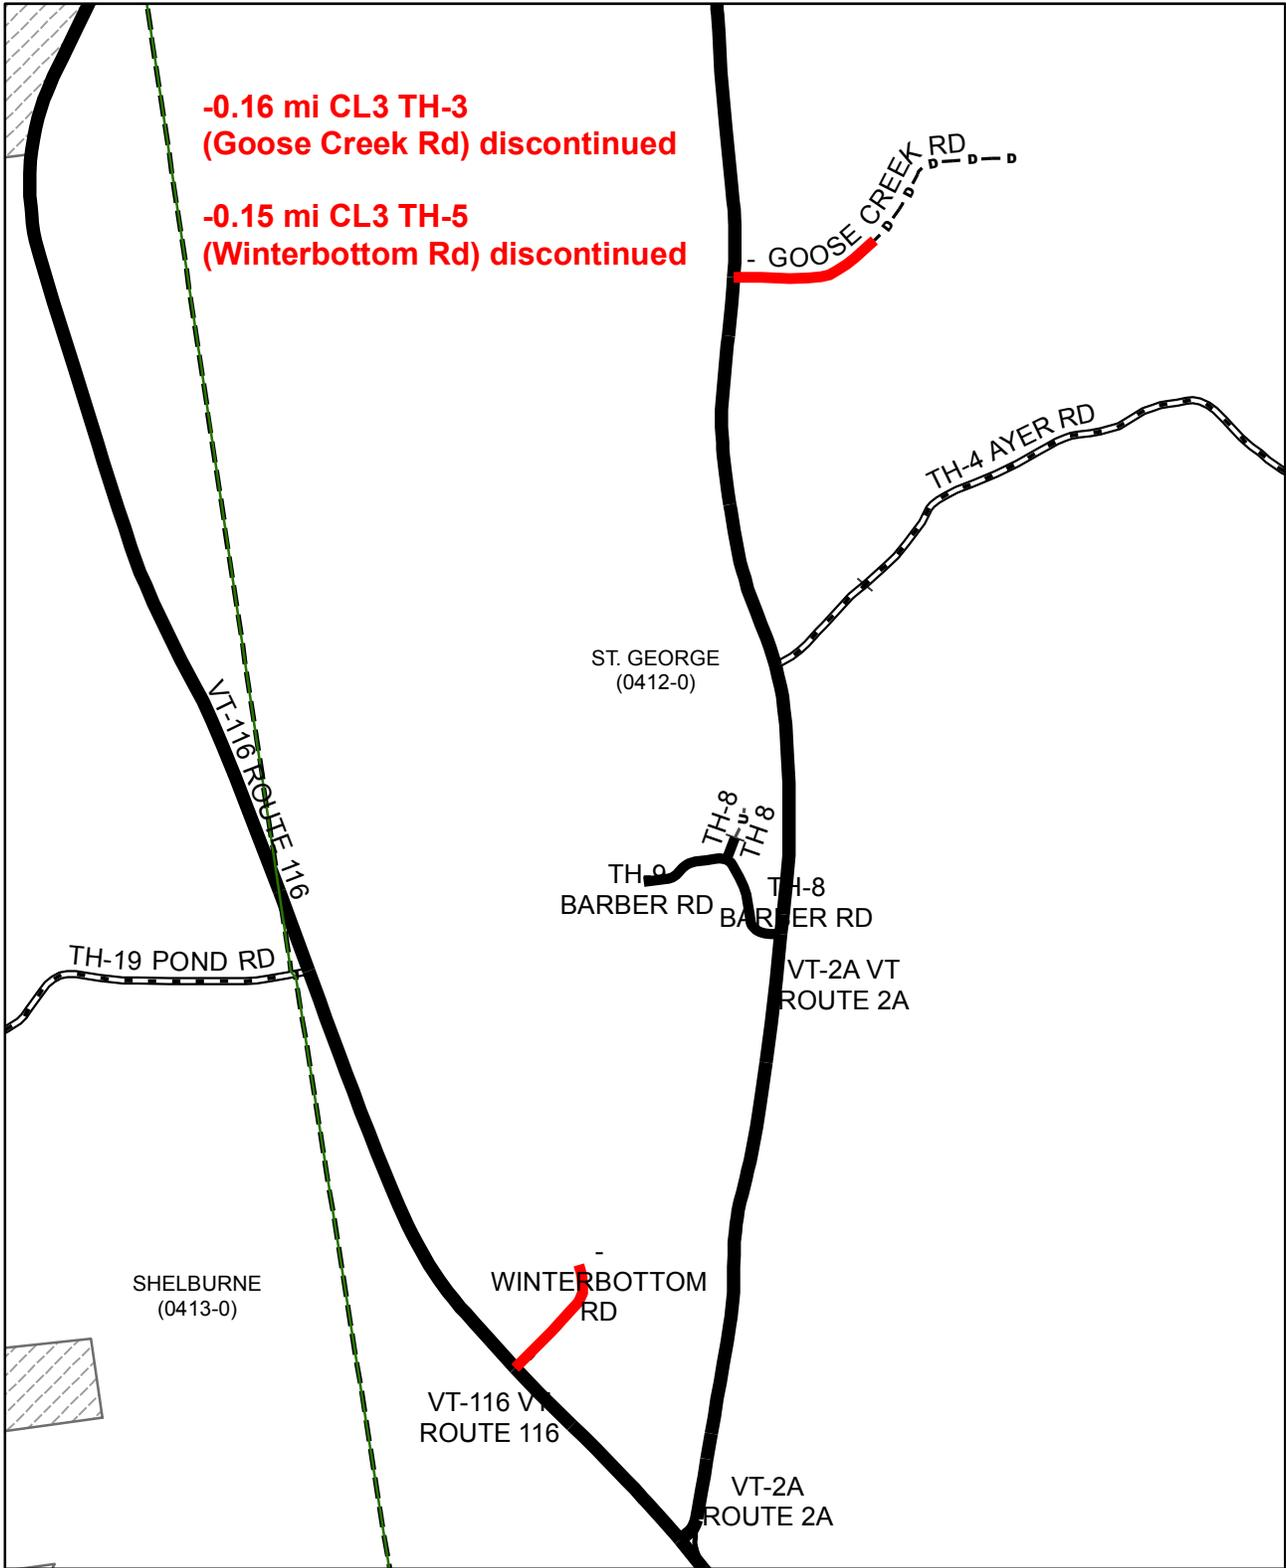 -0.16 mi CL3 TH-3
(Goose Creek Rd) discontinued
-0.15 mi CL3 TH-5
(Winterbottom Rd) discontinued
- GOOSE CREEK RD
D D D D D
TH-4 AYER RD
ST. GEORGE
(0412-0)
VT-116 ROUTE 116
TH-8
U
TH 8
TH-9
BARBER RD
TH-8
BARBER RD
TH-19 POND RD
VT-2A VT
ROUTE 2A
-
WINTERBOTTOM
RD
SHELBURNE
(0413-0)
VT-116 VT
ROUTE 116
VT-2A
ROUTE 2A